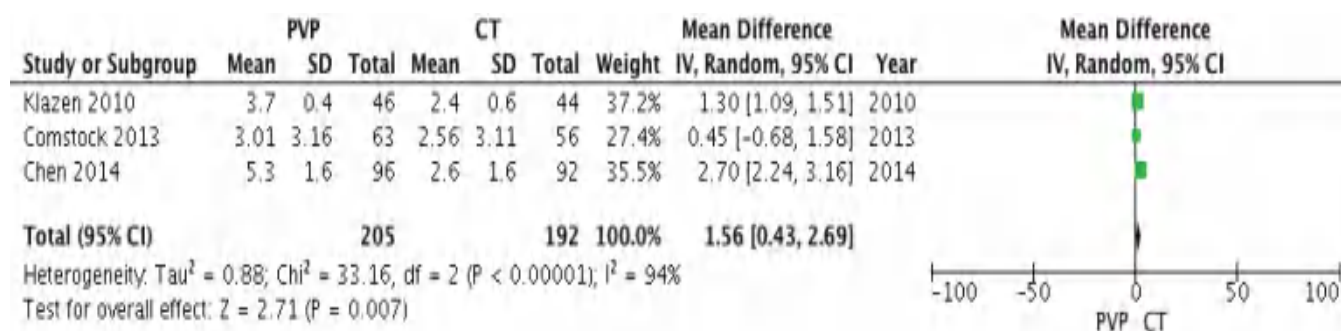 PVP CT Mean Difference Mean Difference
Study or Subgroup Mean SD Total Mean SD Total Weight IV, Random, 95% CI Year IV, Random, 95% CI
Klazen 2010 3.7 0.4 46 2.4 0.6 44 37.2% 1.30 [1.09, 1.51] 2010
Comstock 2013 3.01 3.16 63 2.56 3.11 56 27.4% 0.45 [-0.68, 1.58] 2013
Chen 2014 5.3 1.6 96 2.6 1.6 92 35.5% 2.70 [2.24, 3.16] 2014
Total (95% CI) 205 192 100.0% 1.56 [0.43, 2.69]
Heterogeneity: Tau² = 0.88; Chi² = 33.16, df = 2 (P < 0.00001); I² = 94%
Test for overall effect: Z = 2.71 (P = 0.007)
-100 -50 0 50 100
PVP CT